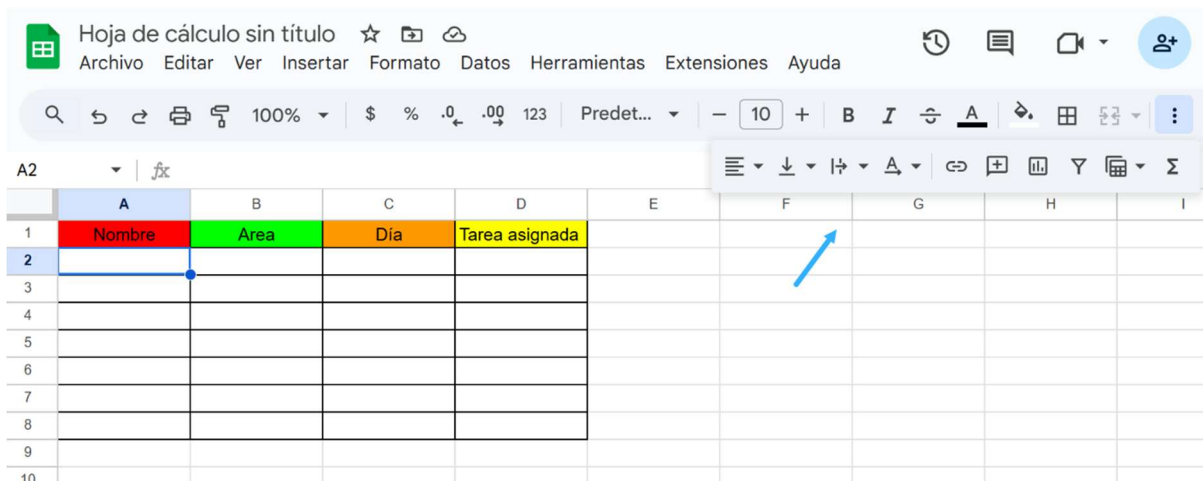 Hoja de cálculo sin título
Archivo Editar Ver Insertar Formato Datos Herramientas Extensiones Ayuda
100% $ % .0 .00 123 Predet... 10 B I A
A2 fx A Σ
A B C D E F G H I
1 Nombre Area Día Tarea asignada
2
3
4
5
6
7
8
9
10